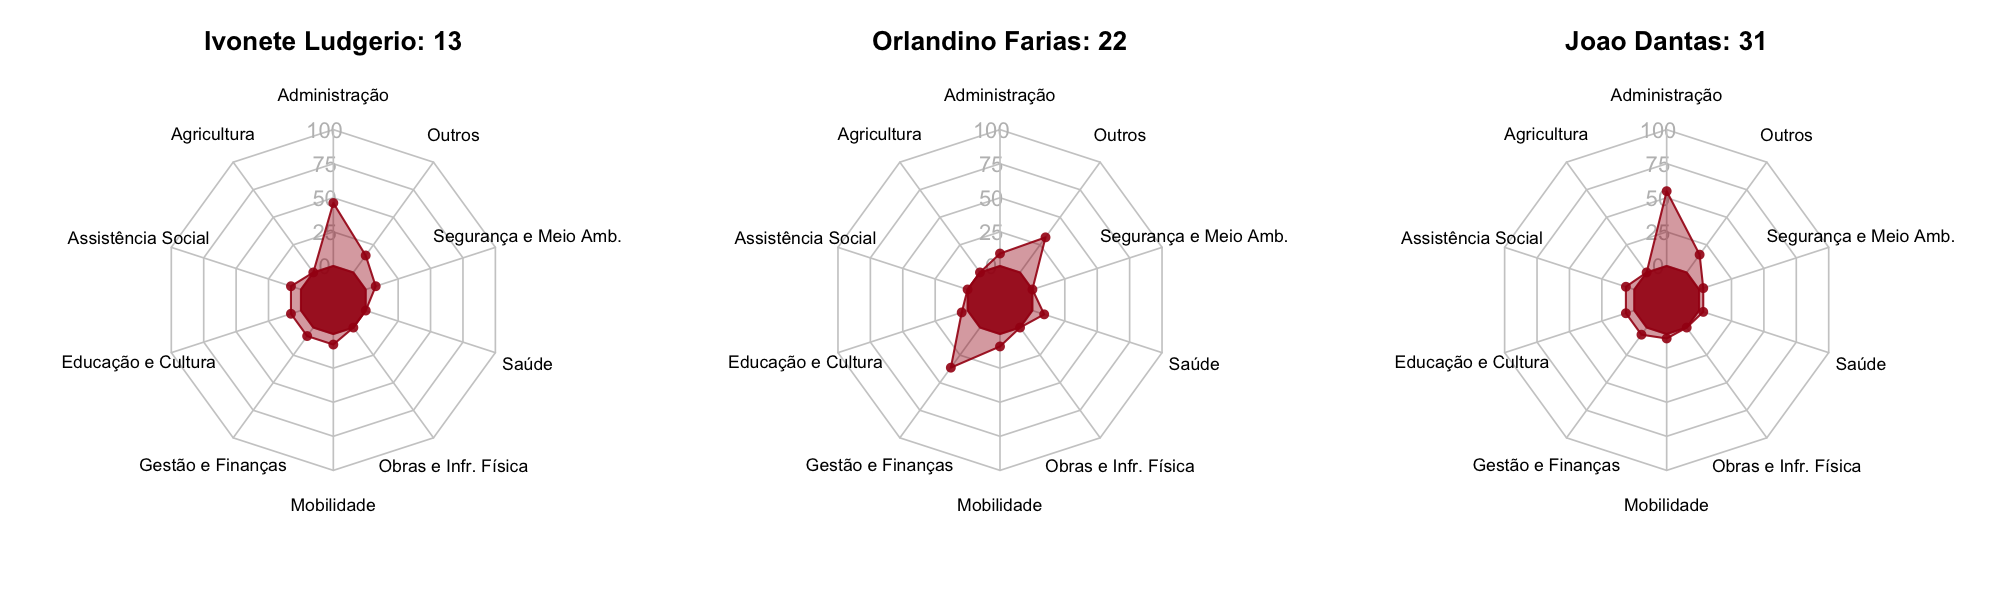 Ivonete Ludgerio: 13
Administração
Agricultura
Outros
100
75
50
25
0
Assistência Social
Segurança e Meio Amb.
Educação e Cultura
Saúde
Gestão e Finanças
Obras e Infr. Física
Mobilidade
Orlandino Farias: 22
Administração
Agricultura
Outros
100
75
50
25
0
Assistência Social
Segurança e Meio Amb.
Educação e Cultura
Saúde
Gestão e Finanças
Obras e Infr. Física
Mobilidade
Joao Dantas: 31
Administração
Agricultura
Outros
100
75
50
25
0
Assistência Social
Segurança e Meio Amb.
Educação e Cultura
Saúde
Gestão e Finanças
Obras e Infr. Física
Mobilidade